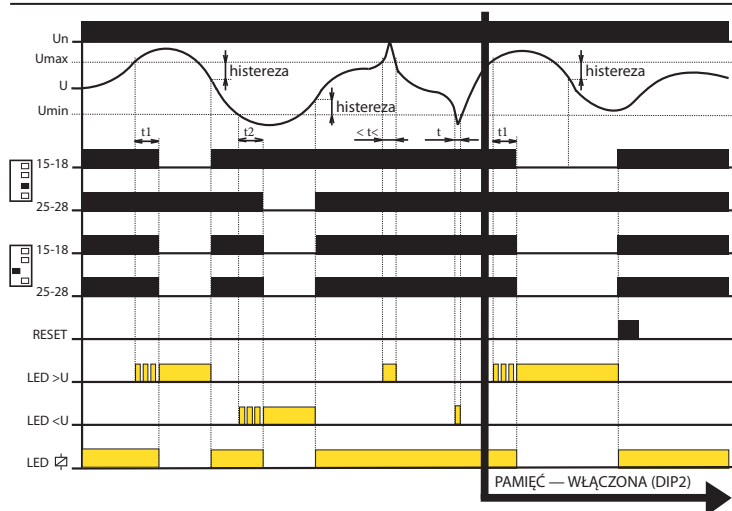 Un
Umax
histereza
histereza
U
Umin
histereza
t1
t2
< t<
t
t1
15-18
25-28
15-18
25-28
RESET
LED >U
LED <U
LED
PAMIĘĆ — WŁĄCZONA (DIP2)